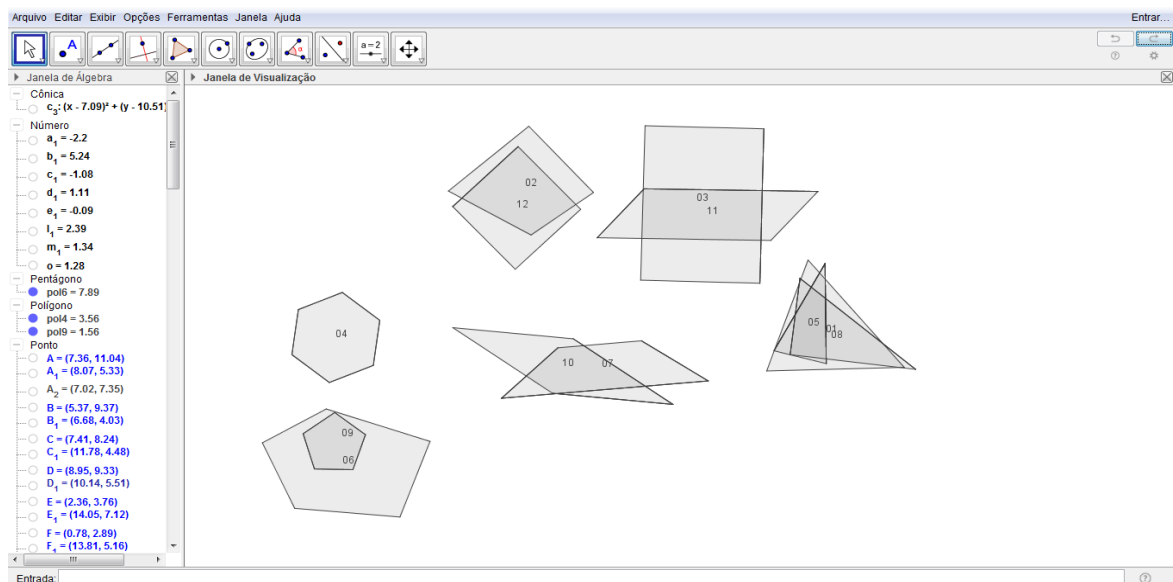 Arquivo Editar Exibir Opções Ferramentas Janela Ajuda Entrar...
A α a=2
Janela de Álgebra Janela de Visualização
Cônica
c₃: (x - 7.09)² + (y - 10.51)
Número
a₁ = -2.2
b₁ = 5.24
c₁ = -1.08
d₁ = 1.11
e₁ = -0.09
l₁ = 2.39
m₁ = 1.34
o = 1.28
Pentágono
pol6 = 7.89
Polígono
pol4 = 3.56
pol9 = 1.56
Ponto
A = (7.36, 11.04)
A₁ = (8.07, 5.33)
A₂ = (7.02, 7.35)
B = (5.37, 9.37)
B₁ = (6.68, 4.03)
C = (7.41, 8.24)
C₁ = (11.78, 4.48)
D = (8.95, 9.33)
D₁ = (10.14, 5.51)
E = (2.36, 3.76)
E₁ = (14.05, 7.12)
F = (0.78, 2.89)
F₁ = (13.81, 5.16)
02
12
03
11
04
05
01
08
10
07
09
06
Entrada: